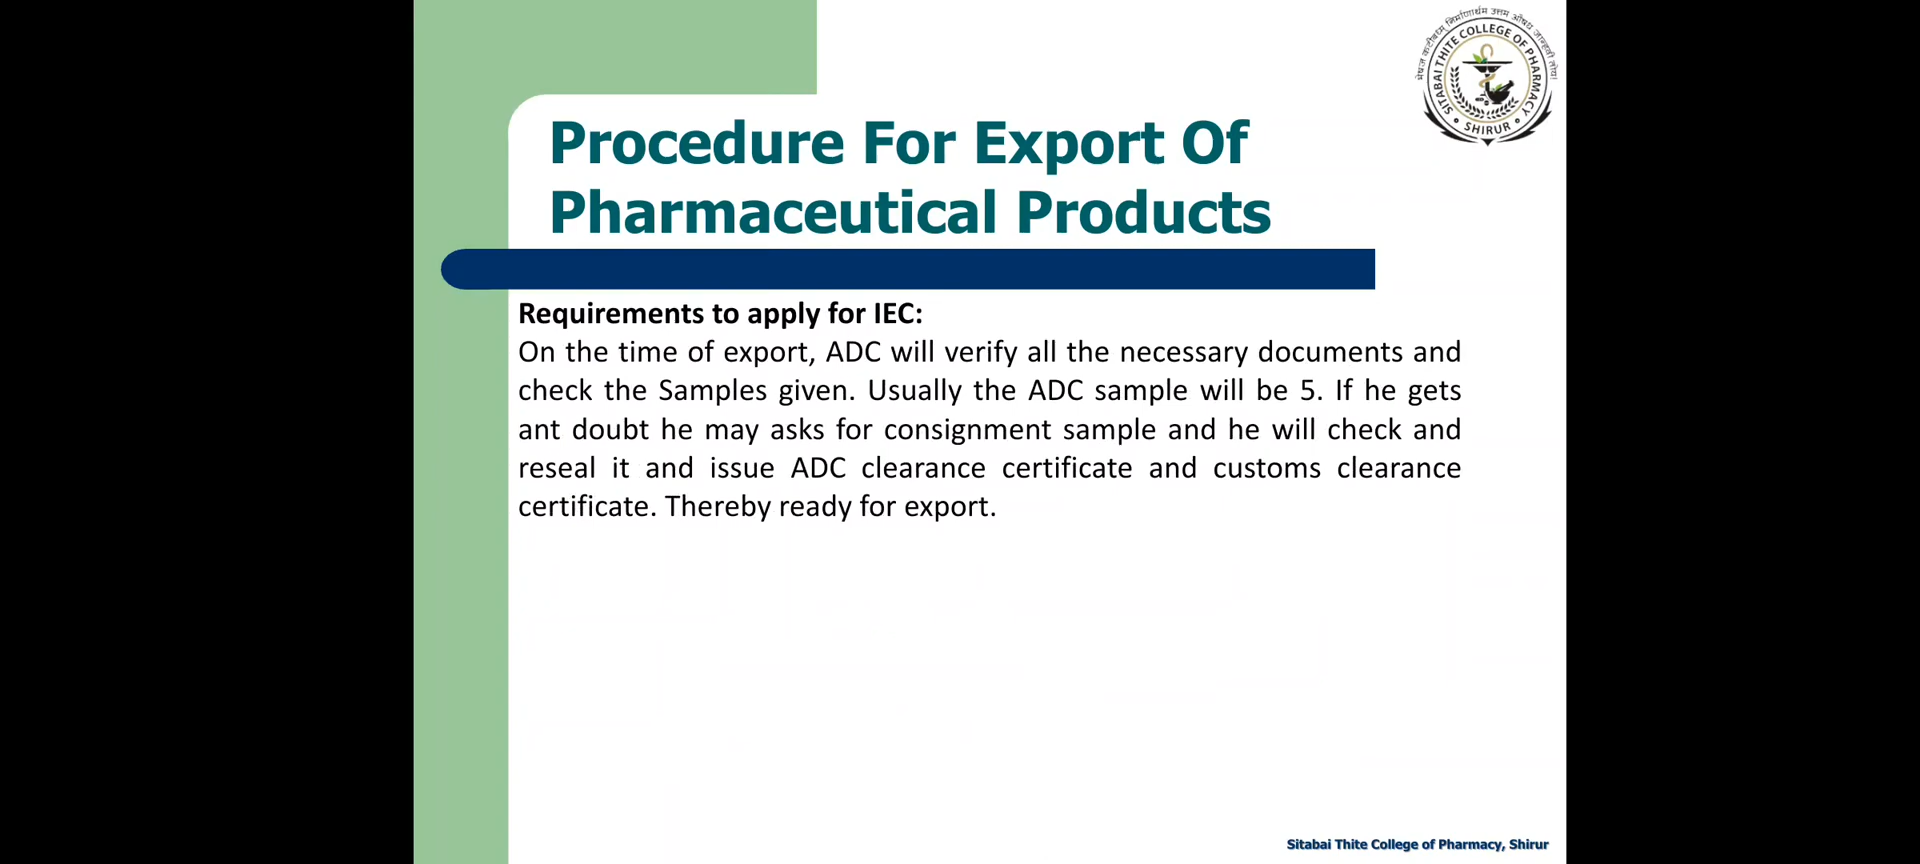 Procedure For Export Of
Pharmaceutical Products
Requirements to apply for IEC:
On the time of export, ADC will verify all the necessary documents and
check the Samples given. Usually the ADC sample will be 5. If he gets
ant doubt he may asks for consignment sample and he will check and
reseal it and issue ADC clearance certificate and customs clearance
certificate. Thereby ready for export.
SITABAI THITE COLLEGE OF PHARMACY
SHIRUR
Sitabai Thite College of Pharmacy, Shirur